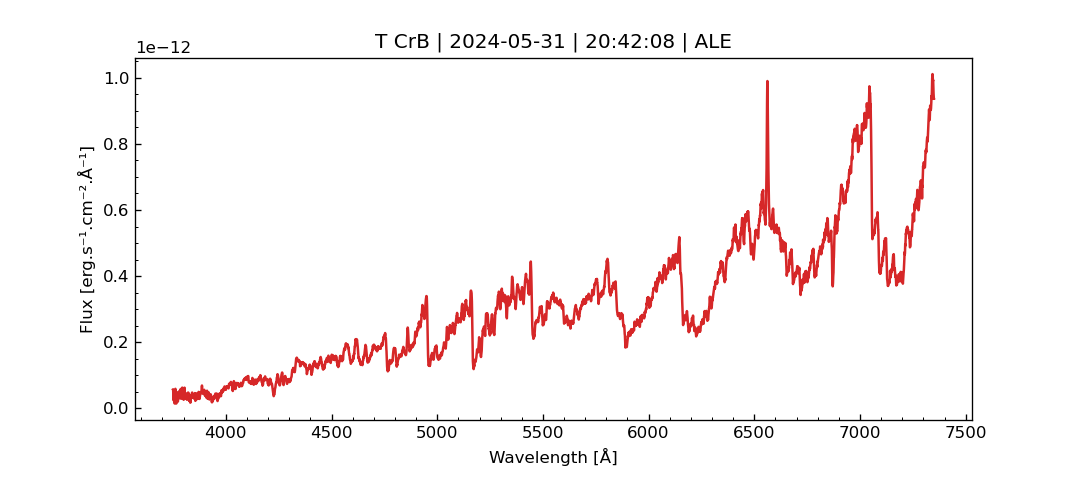 T CrB | 2024-05-31 | 20:42:08 | ALE
1e−12
1.0
0.8
0.6
0.4
0.2
0.0
Flux [erg.s⁻¹.cm⁻².Å⁻¹]
4000 4500 5000 5500 6000 6500 7000 7500
Wavelength [Å]